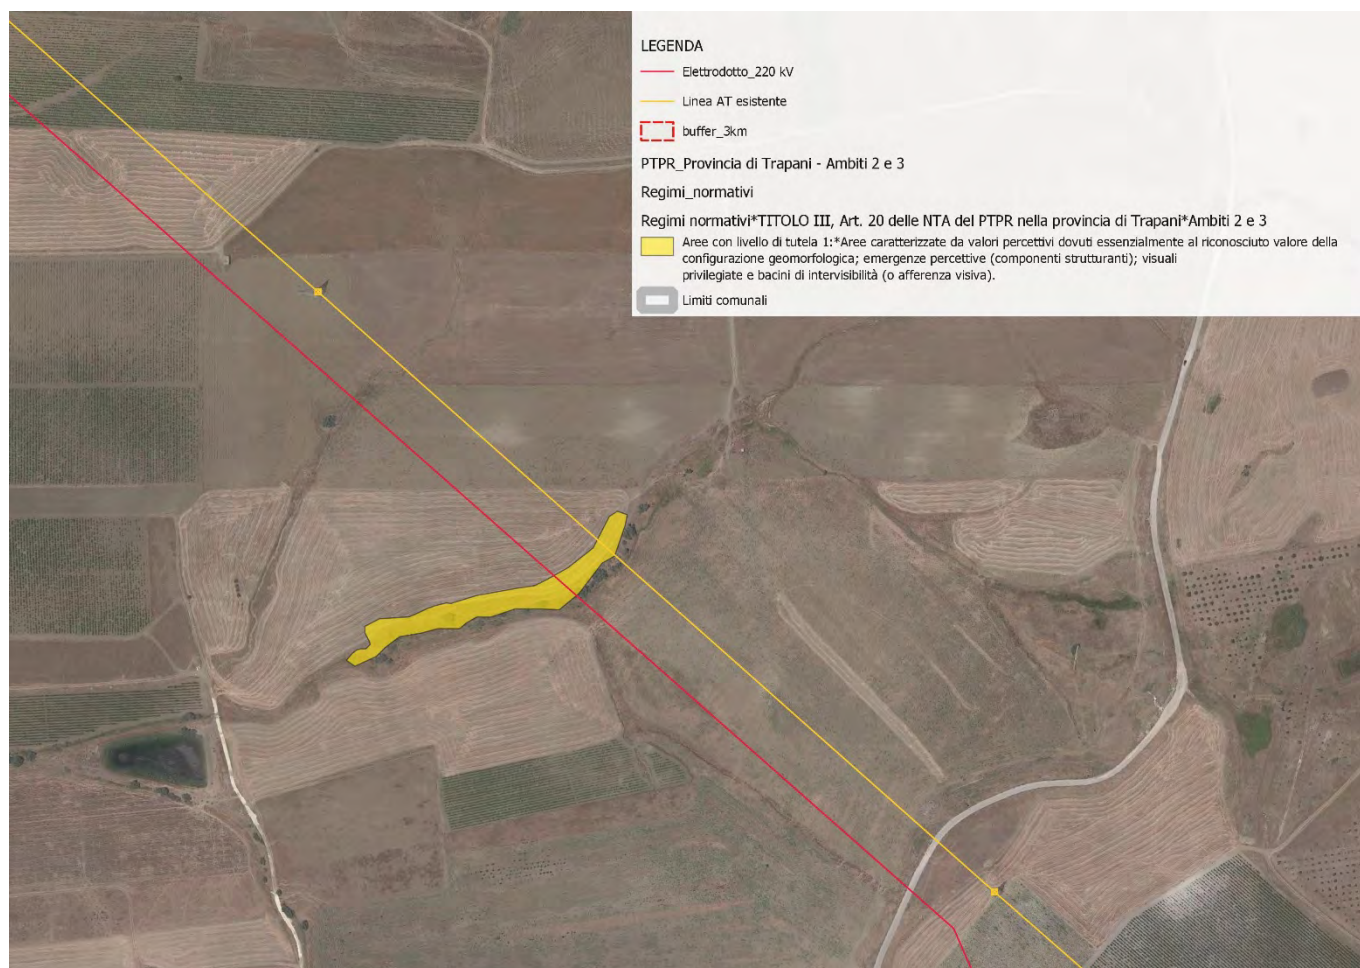 LEGENDA
Elettrodotto_220 kV
Linea AT esistente
buffer_3km
PTPR_Provincia di Trapani - Ambiti 2 e 3
Regimi_normativi
Regimi normativi*TITOLO III, Art. 20 delle NTA del PTPR nella provincia di Trapani*Ambiti 2 e 3
Aree con livello di tutela 1:*Aree caratterizzate da valori percettivi dovuti essenzialmente al riconosciuto valore della
configurazione geomorfologica; emergenze percettive (componenti strutturanti); visuali
privilegiate e bacini di intervisibilità (o afferenza visiva).
Limiti comunali